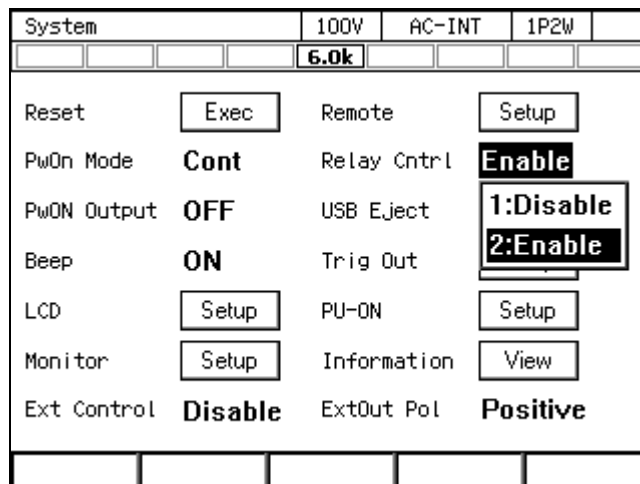 System 100V AC-INT 1P2W
6.0k
Reset Exec Remote Setup
PwOn Mode Cont Relay Cntrl Enable
PwON Output OFF USB Eject 1:Disable
2:Enable
Beep ON Trig Out
LCD Setup PU-ON Setup
Monitor Setup Information View
Ext Control Disable ExtOut Pol Positive